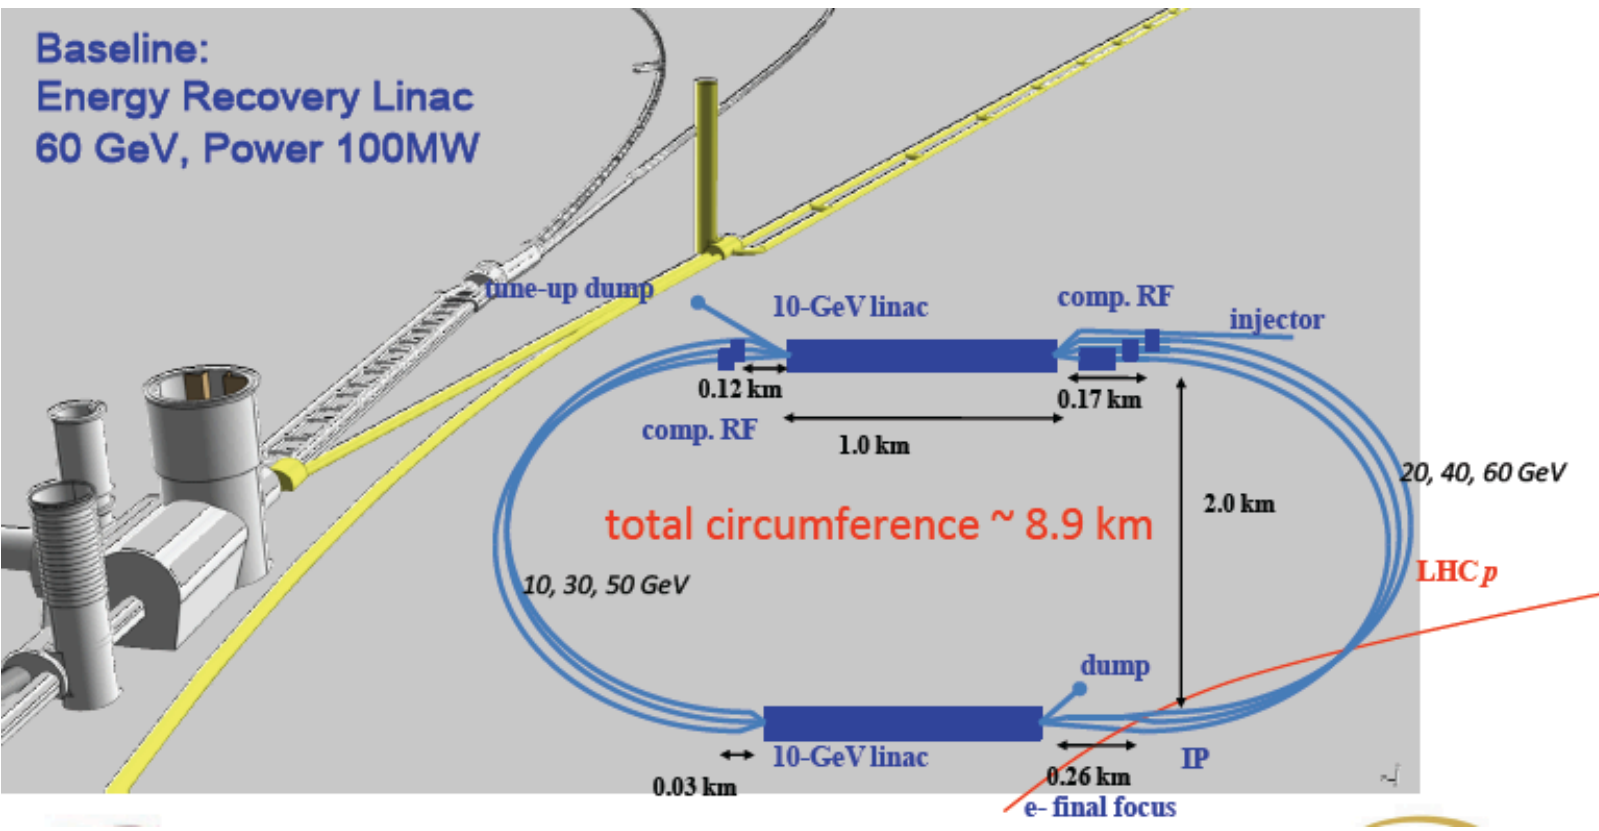 Baseline:
Energy Recovery Linac
60 GeV, Power 100MW
tune-up dump
10-GeV linac
comp. RF
injector
0.12 km
0.17 km
comp. RF
1.0 km
20, 40, 60 GeV
2.0 km
total circumference ~ 8.9 km
10, 30, 50 GeV
LHC p
dump
10-GeV linac
IP
0.03 km
0.26 km
e- final focus